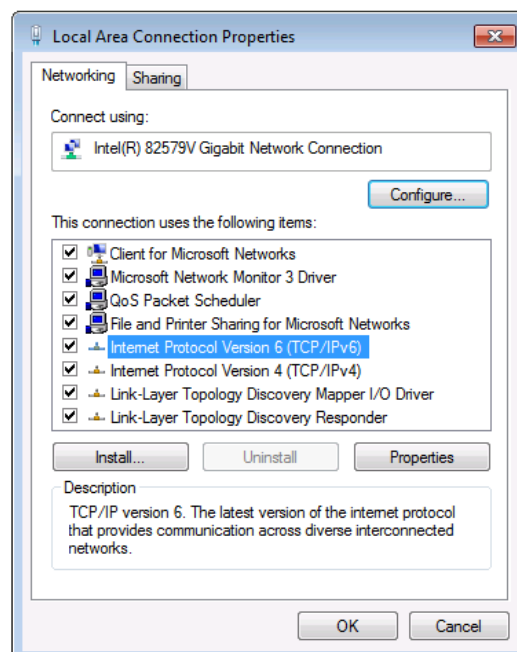 Local Area Connection Properties
Networking
Sharing
Connect using:
Intel(R) 82579V Gigabit Network Connection
Configure...
This connection uses the following items:
Client for Microsoft Networks
Microsoft Network Monitor 3 Driver
QoS Packet Scheduler
File and Printer Sharing for Microsoft Networks
Internet Protocol Version 6 (TCP/IPv6)
Internet Protocol Version 4 (TCP/IPv4)
Link-Layer Topology Discovery Mapper I/O Driver
Link-Layer Topology Discovery Responder
Install...
Uninstall
Properties
Description
TCP/IP version 6. The latest version of the internet protocol
that provides communication across diverse interconnected
networks.
OK
Cancel